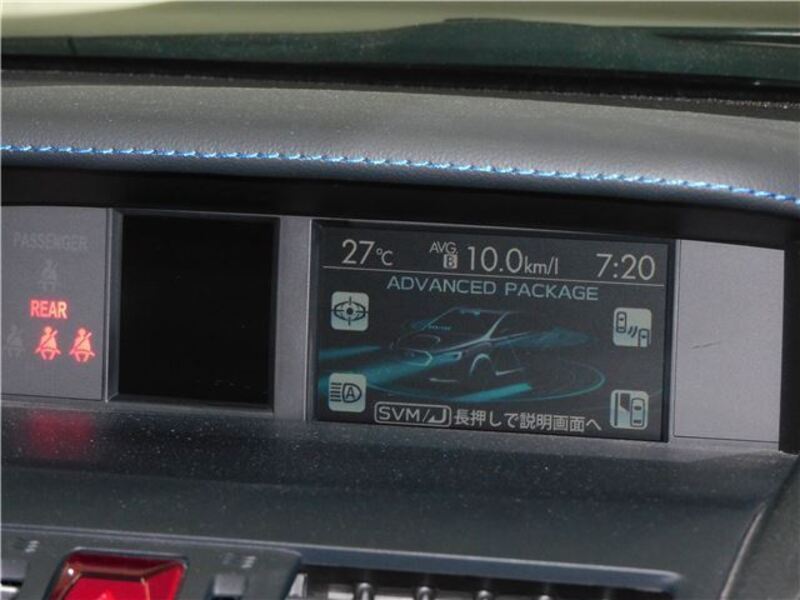 PASSENGER
REAR
27°C AVG. B 10.0km/l 7:20
ADVANCED PACKAGE
A
SVM/ 長押しで説明画面へ